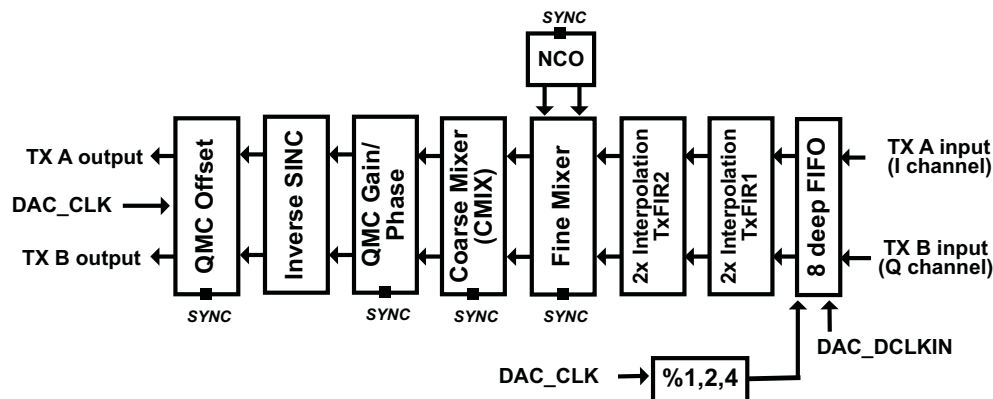 SYNC
NCO
TX A output
DAC_CLK
TX B output
QMC Offset
Inverse SINC
QMC Gain/
Phase
Coarse Mixer
(CMIX)
Fine Mixer
2x Interpolation
TxFIR2
2x Interpolation
TxFIR1
8 deep FIFO
TX A input
(I channel)
TX B input
(Q channel)
SYNC
SYNC
SYNC
SYNC
DAC_DCLKIN
DAC_CLK
%1,2,4